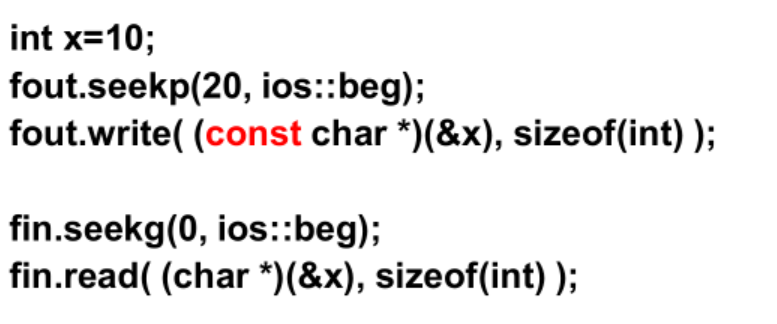 int x=10;
fout.seekp(20, ios::beg);
fout.write( (const char *)(&x), sizeof(int) );
fin.seekg(0, ios::beg);
fin.read( (char *)(&x), sizeof(int) );